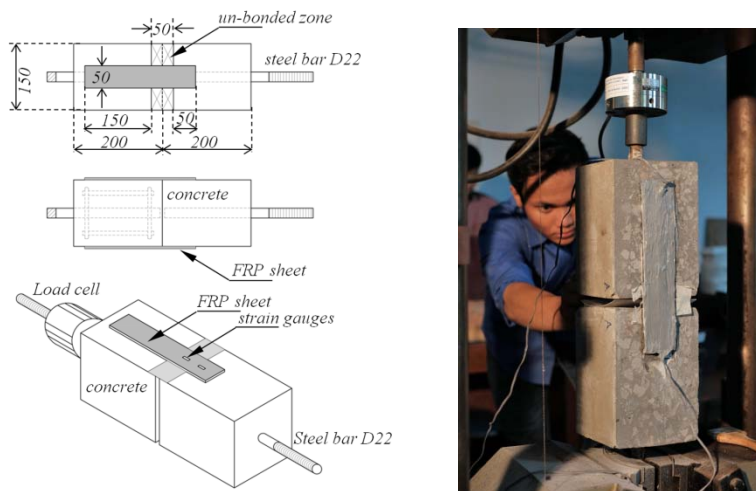 50
un-bonded zone
steel bar D22
150
50
150
50
200
200
concrete
FRP sheet
Load cell
FRP sheet
strain gauges
concrete
Steel bar D22